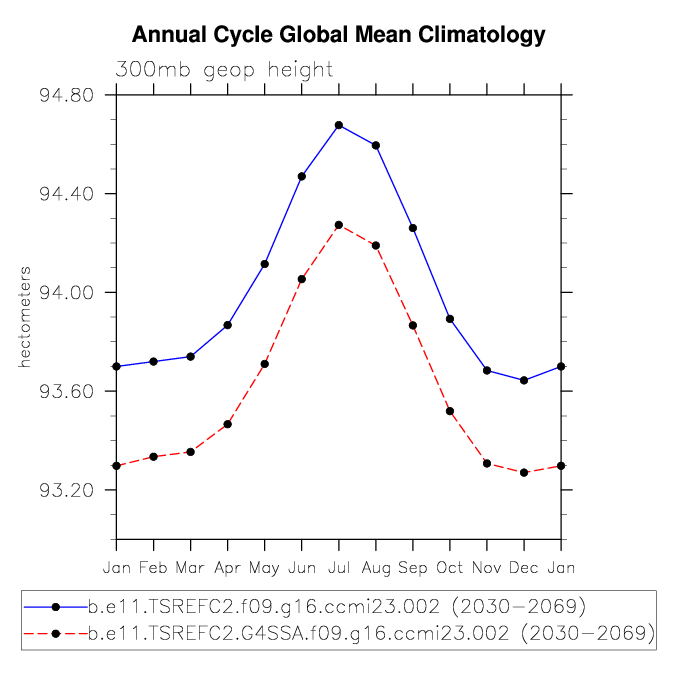 Annual Cycle Global Mean Climatology
300mb geop height
94.80
94.40
94.00
93.60
93.20
hectometers
Jan Feb Mar Apr May Jun Jul Aug Sep Oct Nov Dec Jan
b.e11.TSREFC2.f09.g16.ccmi23.002 (2030-2069)
b.e11.TSREFC2.G4SSA.f09.g16.ccmi23.002 (2030-2069)